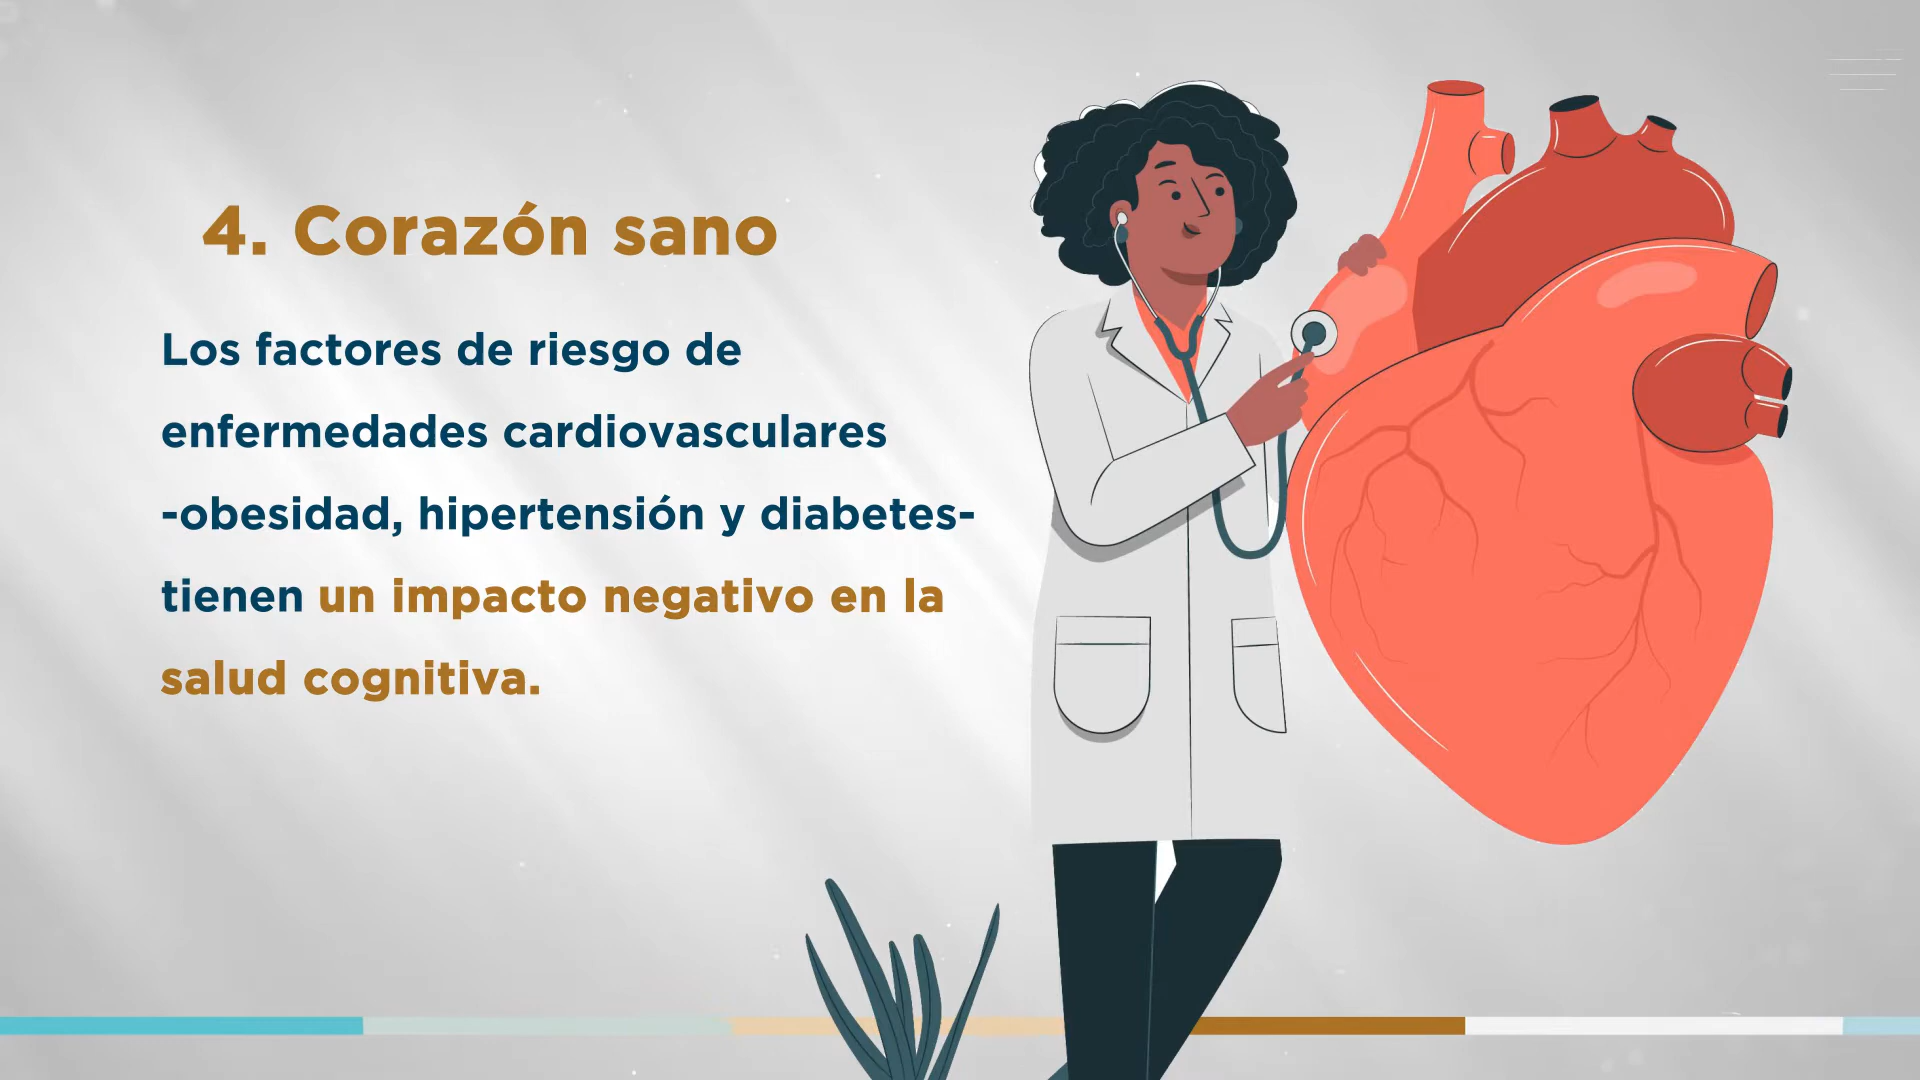 4. Corazón sano
Los factores de riesgo de
enfermedades cardiovasculares
-obesidad, hipertensión y diabetes-
tienen un impacto negativo en la
salud cognitiva.